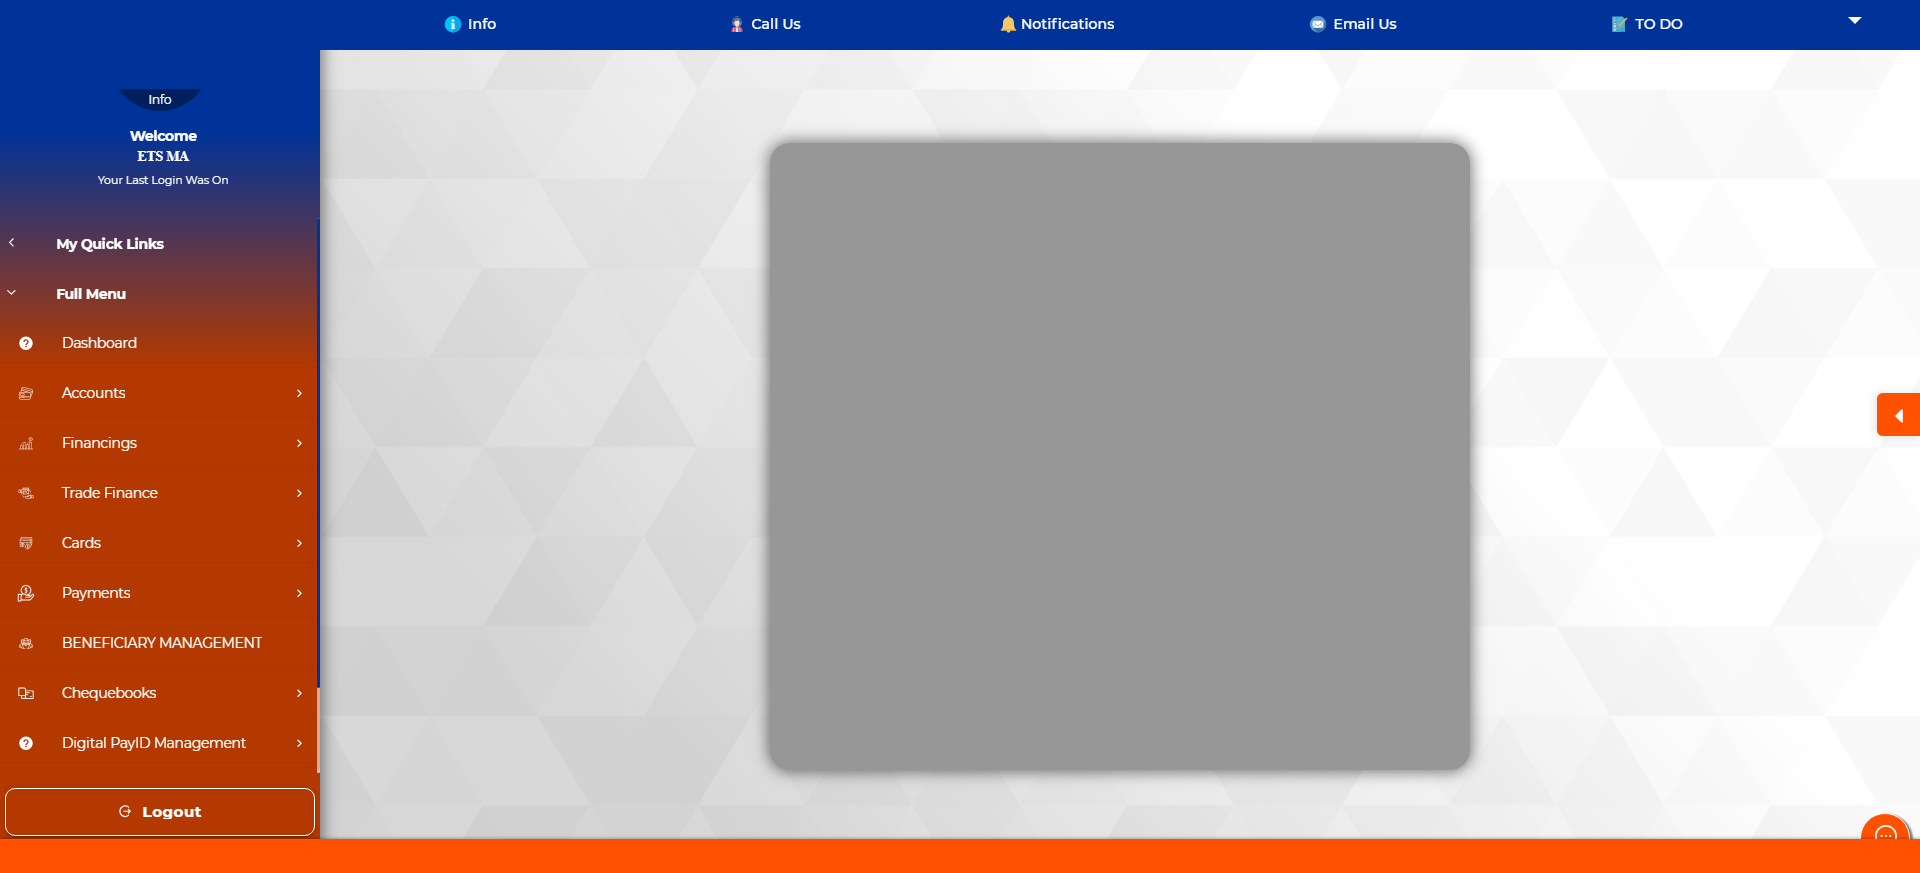 Info
Call Us
Notifications
Email Us
TO DO
Info
Welcome
ETS MA
Your Last Login Was On
My Quick Links
Full Menu
Dashboard
Accounts
Financings
Trade Finance
Cards
Payments
BENEFICIARY MANAGEMENT
Chequebooks
Digital PayID Management
Logout